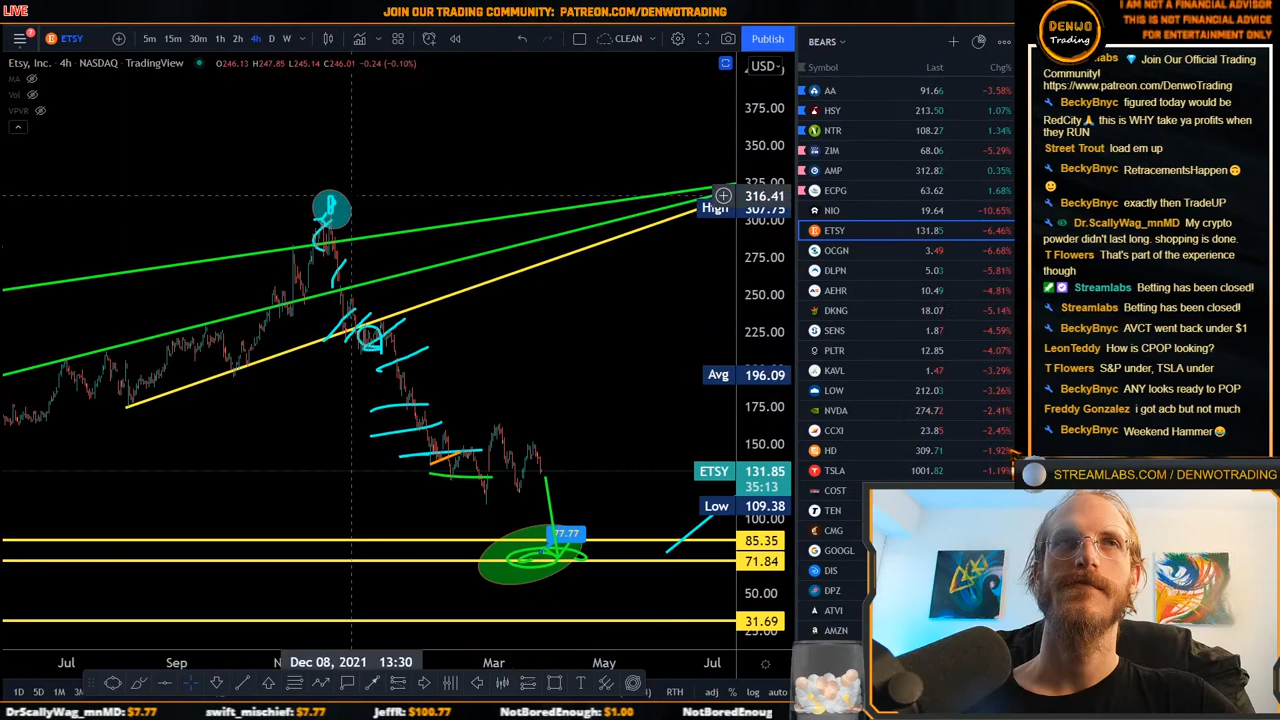 LIVE
JOIN OUR TRADING COMMUNITY: PATREON.COM/DENWOTRADING
I AM NOT A FINANCIAL ADVISOR
THIS IS NOT FINANCIAL ADVICE
FOR ENTERTAINMENT ONLY
DENWO
Trading
7
ETSY
5m 15m 30m 1h 2h 4h D W
CLEAN
Publish
Etsy, Inc. 4h NASDAQ TradingView
O246.13 H247.85 L245.14 C246.01 -0.24 (-0.10%)
USD
MA
Vol
VPVR
375.00
350.00
325.00
316.41
High 307.75
300.00
275.00
250.00
225.00
Avg 196.09
175.00
150.00
ETSY 131.85
35:13
Low 109.38
100.00
77.77
85.35
71.84
50.00
31.69
25.00
Jul Sep Dec 08, 2021 13:30 Mar May Jul
1D 5D 1M RTH adj % log auto
BEARS
Symbol Last Chg%
AA 91.66 -3.58%
HSY 213.50 1.07%
NTR 108.27 1.34%
ZIM 68.06 -5.29%
AMP 312.82 0.35%
ECPG 63.62 1.68%
NIO 19.64 -10.65%
ETSY 131.85 -6.46%
OCGN 3.49 -6.68%
DLPN 5.03 -5.81%
AEHR 10.49 -4.81%
DKNG 18.07 -5.14%
SENS 1.87 -4.59%
PLTR 12.85 -4.07%
KAVL 1.47 -3.29%
LOW 212.03 -3.26%
NVDA 274.72 -2.41%
CCXI 23.85 -2.45%
HD 309.71 -1.92%
TSLA 1001.82 -1.19%
COST
TEN
CMG
GOOGL
DIS
DPZ
ATVI
AMZN
Join Our Official Trading
Community!
https://www.patreon.com/DenwoTrading
BeckyBnyc figured today would be
RedCity🙏 this is WHY take ya profits when
they RUN
Street Trout load em up
BeckyBnyc RetracementsHappen🙃
BeckyBnyc exactly then TradeUP
Dr.ScallyWag_mnMD: My crypto
powder didn't last long. shopping is done.
T Flowers That's part of the experience
though
Streamlabs Betting has been closed!
Streamlabs Betting has been closed!
BeckyBnyc AVCT went back under $1
LeonTeddy How is CPOP looking?
T Flowers S&P under, TSLA under
BeckyBnyc ANY looks ready to POP
Freddy Gonzalez i got acb but not much
BeckyBnyc Weekend Hammer😅
STREAMLABS.COM / DENWOTRADING
DrScallyWag_mnMD: $7.77 swift_mischief: $7.77 JeffR: $100.77 NotBoredEnough: $1.00 NotBoredEnoug